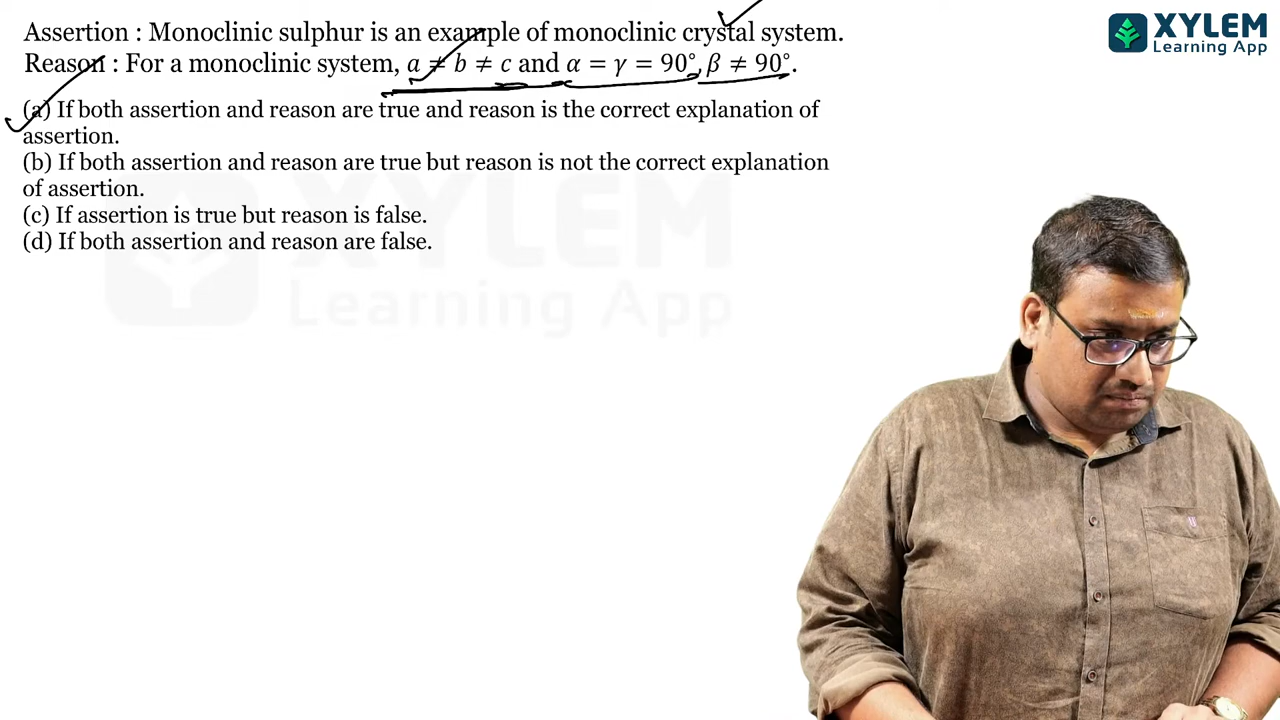 XYLEM
Learning App
Assertion : Monoclinic sulphur is an example of monoclinic crystal system.
Reason : For a monoclinic system, a ≠ b ≠ c and α = γ = 90°, β ≠ 90°.
(a) If both assertion and reason are true and reason is the correct explanation of
assertion.
(b) If both assertion and reason are true but reason is not the correct explanation
of assertion.
(c) If assertion is true but reason is false.
(d) If both assertion and reason are false.
XYLEM
Learning App